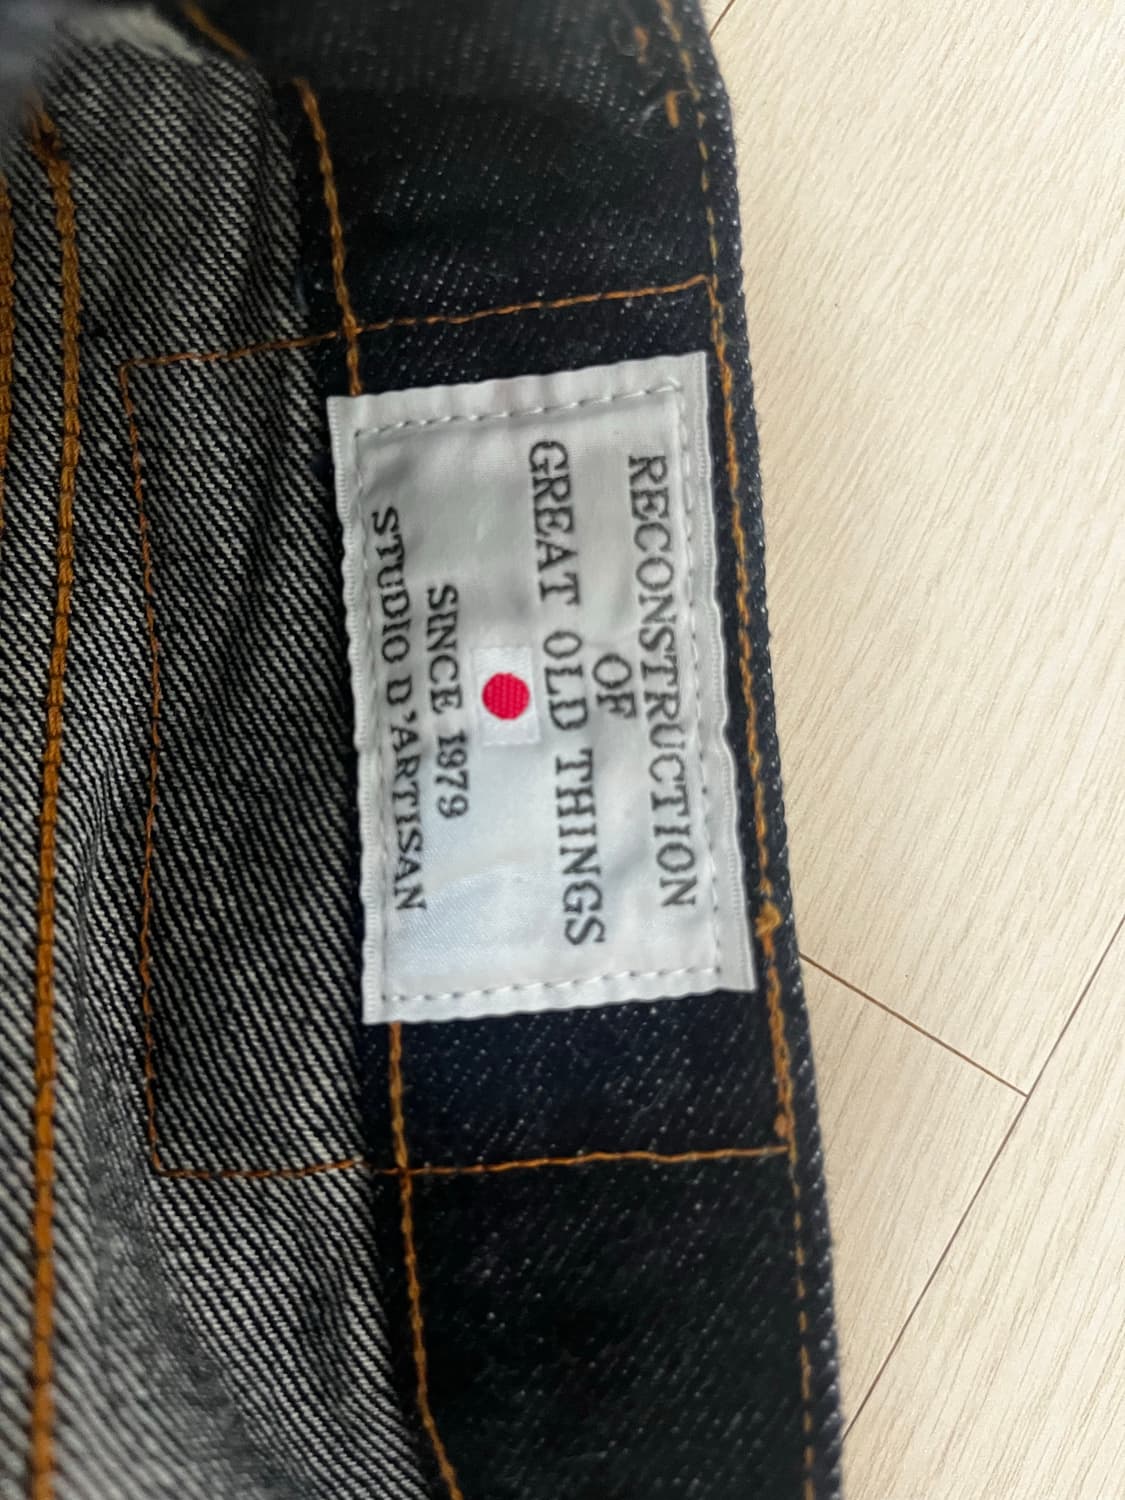 RECONSTRUCTION
OF
GREAT OLD THINGS
SINCE 1979
STUDIO D'ARTISAN